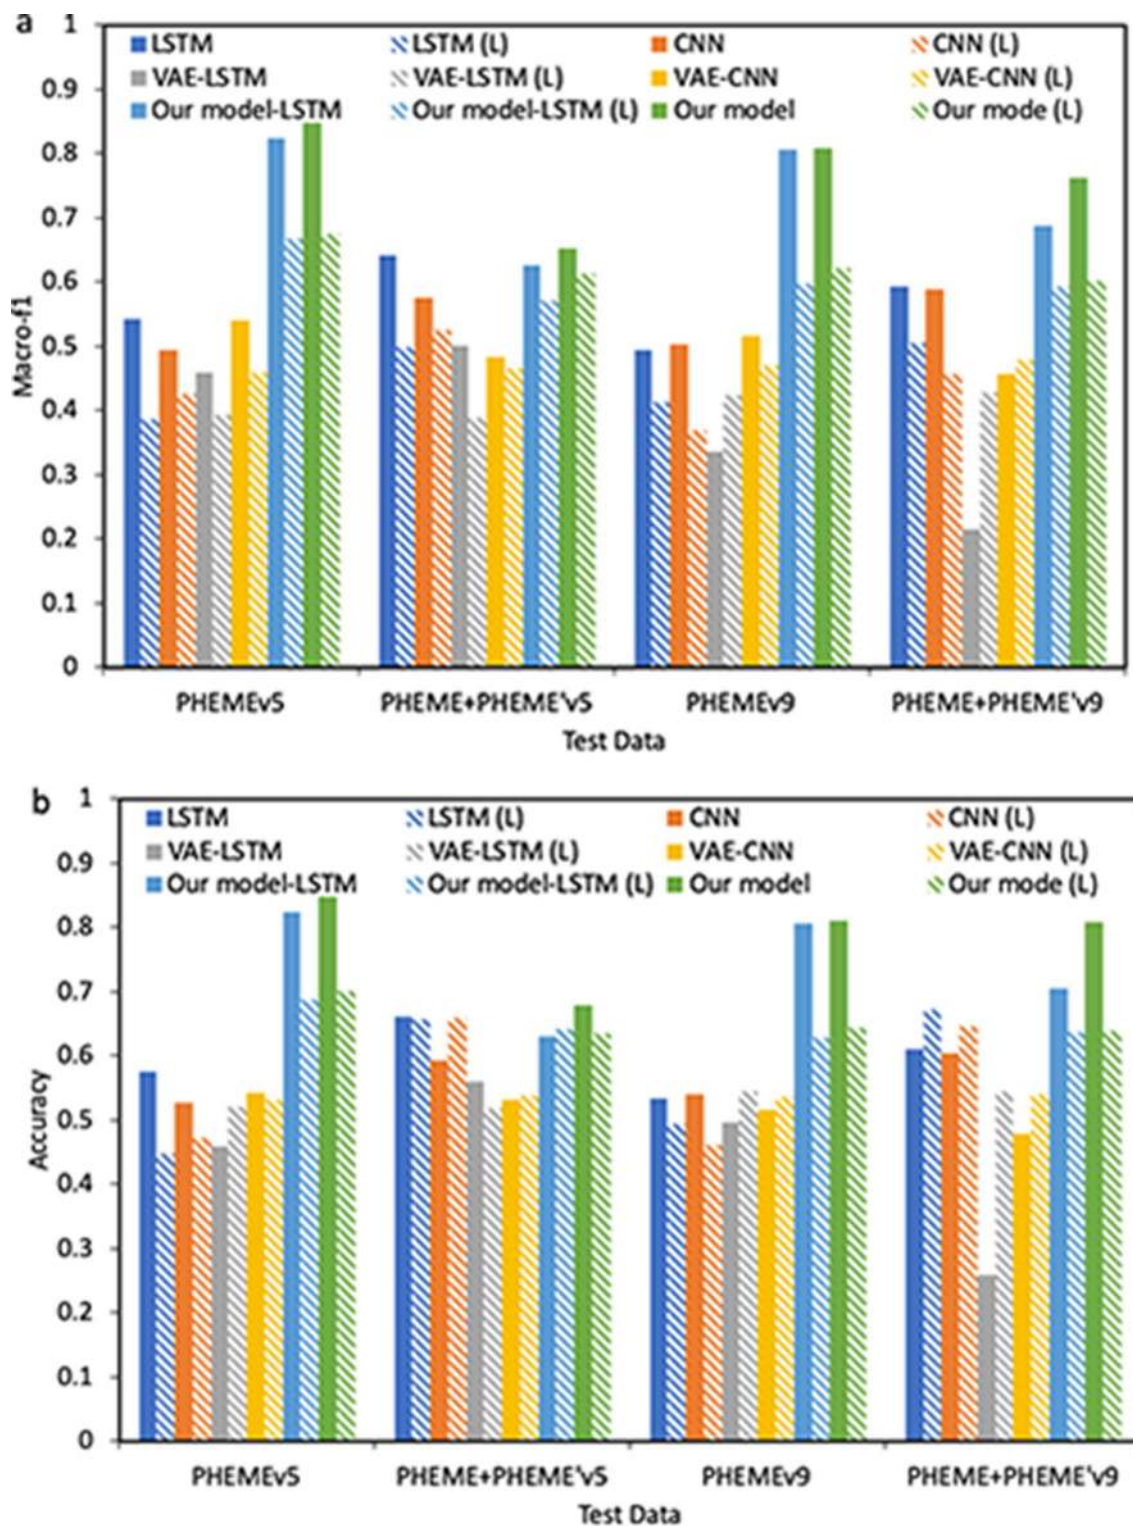 a
1
LSTM LSTM (L) CNN CNN (L)
0.9
VAE-LSTM VAE-LSTM (L) VAE-CNN VAE-CNN (L)
Our model-LSTM Our model-LSTM (L) Our model Our mode (L)
0.8
0.7
0.6
0.5
0.4
0.3
0.2
0.1
0
Macro-f1
PHEMEv5 PHEME+PHEME'v5 PHEMEv9 PHEME+PHEME'v9
Test Data
b
1
LSTM LSTM (L) CNN CNN (L)
VAE-LSTM VAE-LSTM (L) VAE-CNN VAE-CNN (L)
0.9
Our model-LSTM Our model-LSTM (L) Our model Our mode (L)
0.8
0.7
0.6
0.5
0.4
0.3
0.2
0.1
0
Accuracy
PHEMEv5 PHEME+PHEME'v5 PHEMEv9 PHEME+PHEME'v9
Test Data